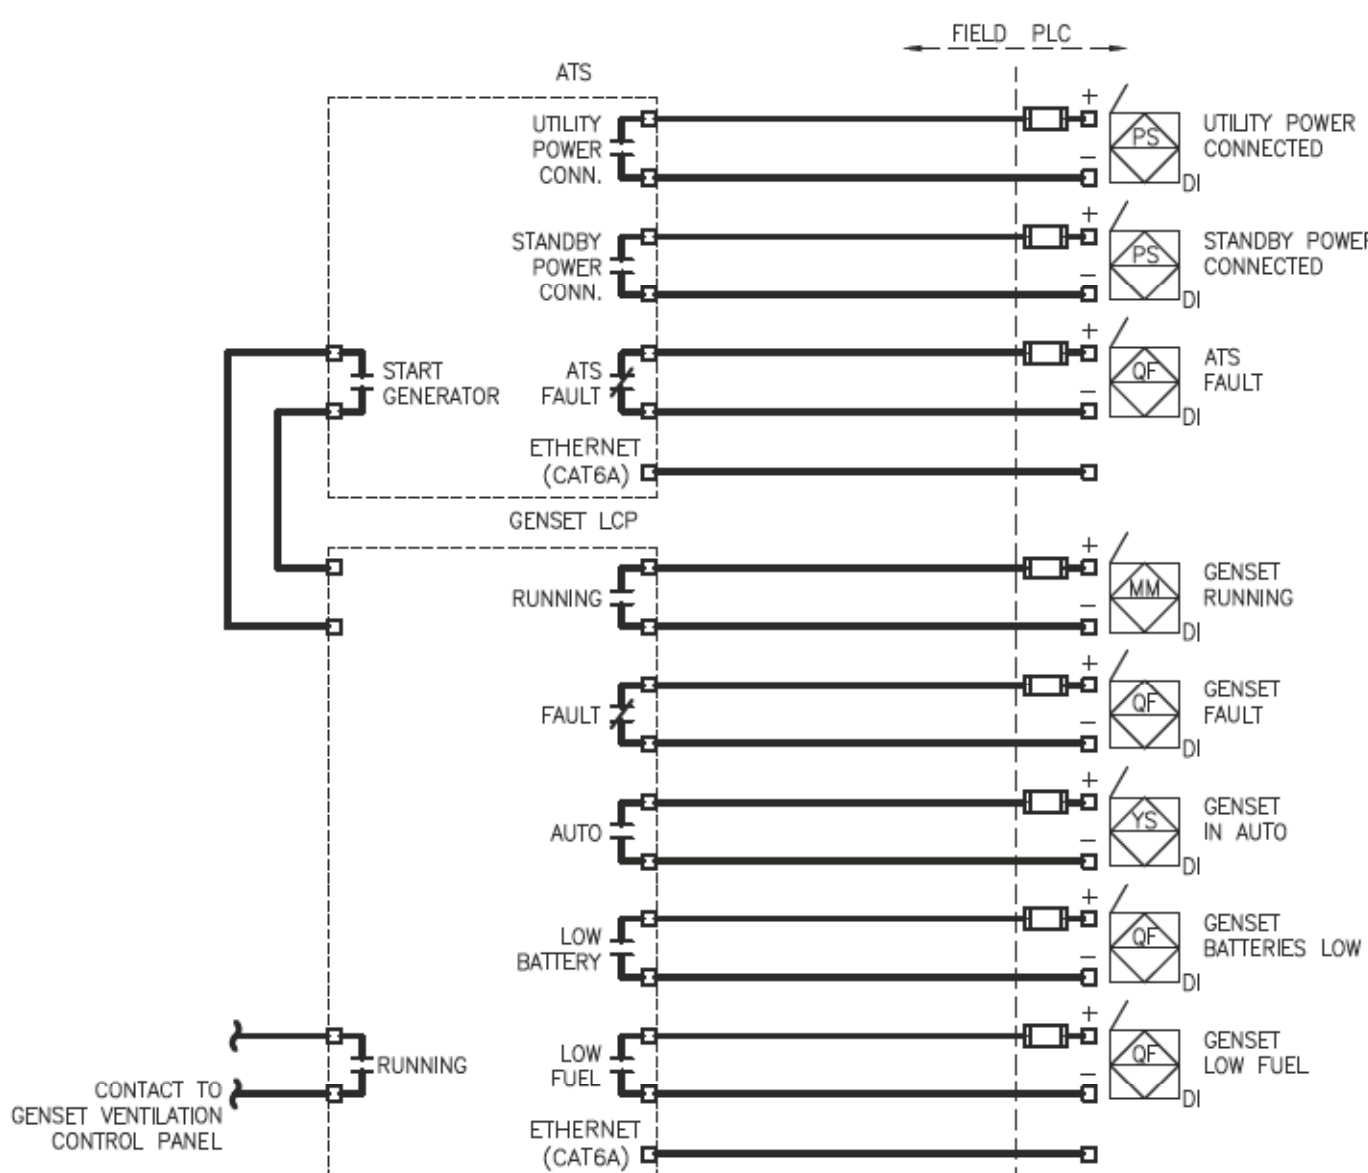 FIELD PLC
ATS
UTILITY
POWER
CONN.
+
−
PS
DI
UTILITY POWER
CONNECTED
STANDBY
POWER
CONN.
+
−
PS
DI
STANDBY POWER
CONNECTED
START
GENERATOR
ATS
FAULT
+
−
QF
DI
ATS
FAULT
ETHERNET
(CAT6A)
GENSET LCP
RUNNING
+
−
MM
DI
GENSET
RUNNING
FAULT
+
−
QF
DI
GENSET
FAULT
AUTO
+
−
YS
DI
GENSET
IN AUTO
LOW
BATTERY
+
−
QF
DI
GENSET
BATTERIES LOW
RUNNING
CONTACT TO
GENSET VENTILATION
CONTROL PANEL
LOW
FUEL
+
−
QF
DI
GENSET
LOW FUEL
ETHERNET
(CAT6A)